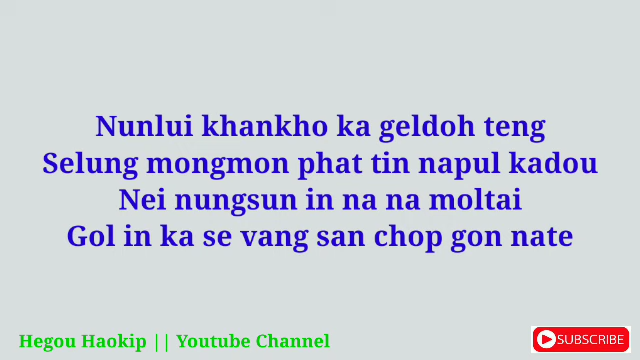 Nunlui khankho ka geldoh teng
Selung mongmon phat tin napul kadou
Nei nungsun in na na moltai
Gol in ka se vang san chop gon nate
Hegou Haokip || Youtube Channel
SUBSCRIBE